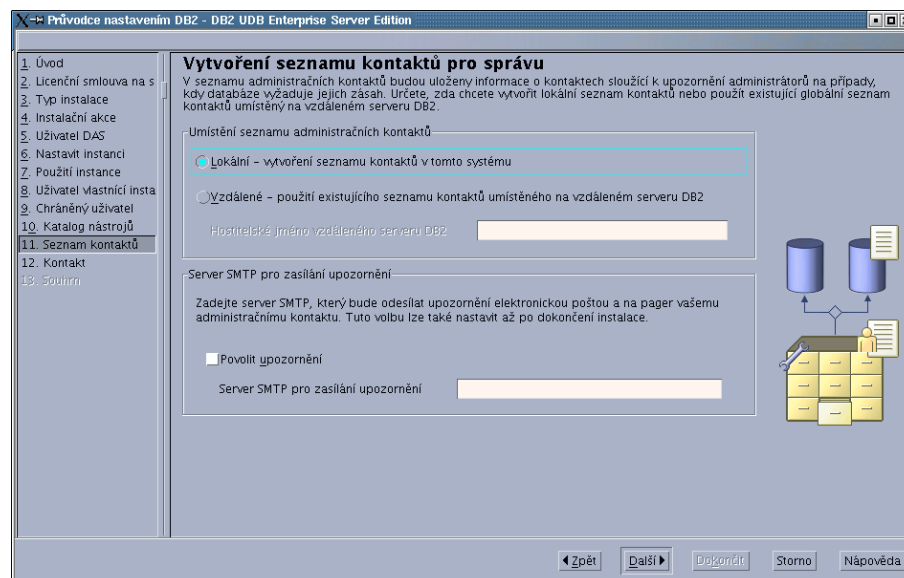 Průvodce nastavením DB2 - DB2 UDB Enterprise Server Edition
1. Úvod
2. Licenční smlouva na s
3. Typ instalace
4. Instalační akce
5. Uživatel DAS
6. Nastavit instanci
7. Použití instance
8. Uživatel vlastnící insta
9. Chráněný uživatel
10. Katalog nástrojů
11. Seznam kontaktů
12. Kontakt
13. Souhrn
Vytvoření seznamu kontaktů pro správu
V seznamu administračních kontaktů budou uloženy informace o kontaktech sloužící k upozornění administrátorů na případy,
kdy databáze vyžaduje jejich zásah. Určete, zda chcete vytvořit lokální seznam kontaktů nebo použít existující globální seznam
kontaktů umístěný na vzdáleném serveru DB2.
Umístění seznamu administračních kontaktů
Lokální – vytvoření seznamu kontaktů v tomto systému
Vzdálené – použití existujícího seznamu kontaktů umístěného na vzdáleném serveru DB2
Hostitelské jméno vzdáleného serveru DB2
Server SMTP pro zasílání upozornění
Zadejte server SMTP, který bude odesílat upozornění elektronickou poštou a na pager vašemu
administračnímu kontaktu. Tuto volbu lze také nastavit až po dokončení instalace.
Povolit upozornění
Server SMTP pro zasílání upozornění
Zpět
Další
Dokončit
Storno
Nápověda